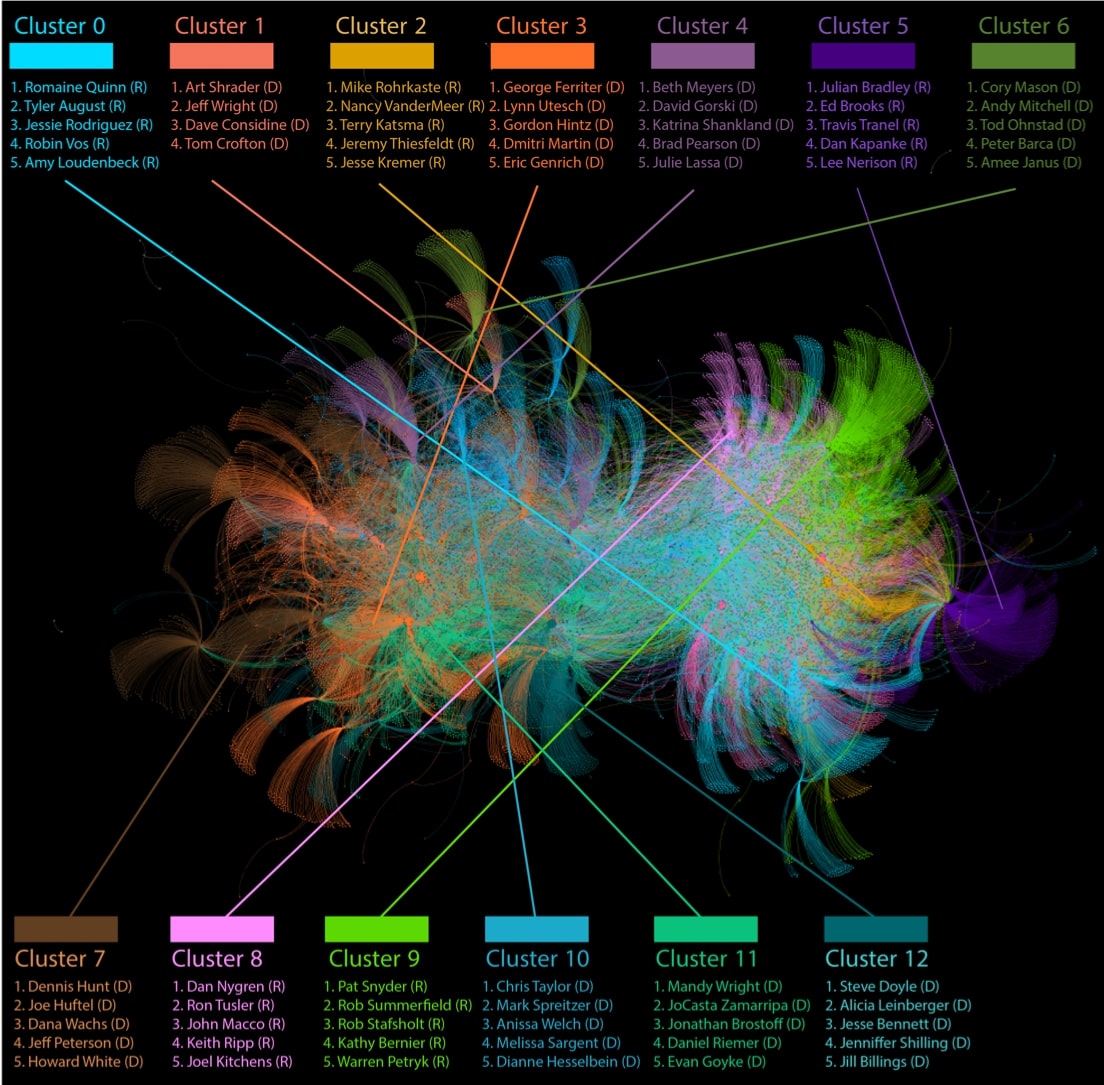 Cluster 0
1. Romaine Quinn (R)
2. Tyler August (R)
3. Jessie Rodriguez (R)
4. Robin Vos (R)
5. Amy Loudenbeck (R)
Cluster 1
1. Art Shrader (D)
2. Jeff Wright (D)
3. Dave Considine (D)
4. Tom Crofton (D)
Cluster 2
1. Mike Rohrkaste (R)
2. Nancy VanderMeer (R)
3. Terry Katsma (R)
4. Jeremy Thiesfeldt (R)
5. Jesse Kremer (R)
Cluster 3
1. George Ferriter (D)
2. Lynn Utesch (D)
3. Gordon Hintz (D)
4. Dmitri Martin (D)
5. Eric Genrich (D)
Cluster 4
1. Beth Meyers (D)
2. David Gorski (D)
3. Katrina Shankland (D)
4. Brad Pearson (D)
5. Julie Lassa (D)
Cluster 5
1. Julian Bradley (R)
2. Ed Brooks (R)
3. Travis Tranel (R)
4. Dan Kapanke (R)
5. Lee Nerison (R)
Cluster 6
1. Cory Mason (D)
2. Andy Mitchell (D)
3. Tod Ohnstad (D)
4. Peter Barca (D)
5. Amee Janus (D)
Cluster 7
1. Dennis Hunt (D)
2. Joe Huftel (D)
3. Dana Wachs (D)
4. Jeff Peterson (D)
5. Howard White (D)
Cluster 8
1. Dan Nygren (R)
2. Ron Tusler (R)
3. John Macco (R)
4. Keith Ripp (R)
5. Joel Kitchens (R)
Cluster 9
1. Pat Snyder (R)
2. Rob Summerfield (R)
3. Rob Stafsholt (R)
4. Kathy Bernier (R)
5. Warren Petryk (R)
Cluster 10
1. Chris Taylor (D)
2. Mark Spreitzer (D)
3. Anissa Welch (D)
4. Melissa Sargent (D)
5. Dianne Hesselbein (D)
Cluster 11
1. Mandy Wright (D)
2. JoCasta Zamarripa (D)
3. Jonathan Brostoff (D)
4. Daniel Riemer (D)
5. Evan Goyke (D)
Cluster 12
1. Steve Doyle (D)
2. Alicia Leinberger (D)
3. Jesse Bennett (D)
4. Jenniffer Shilling (D)
5. Jill Billings (D)